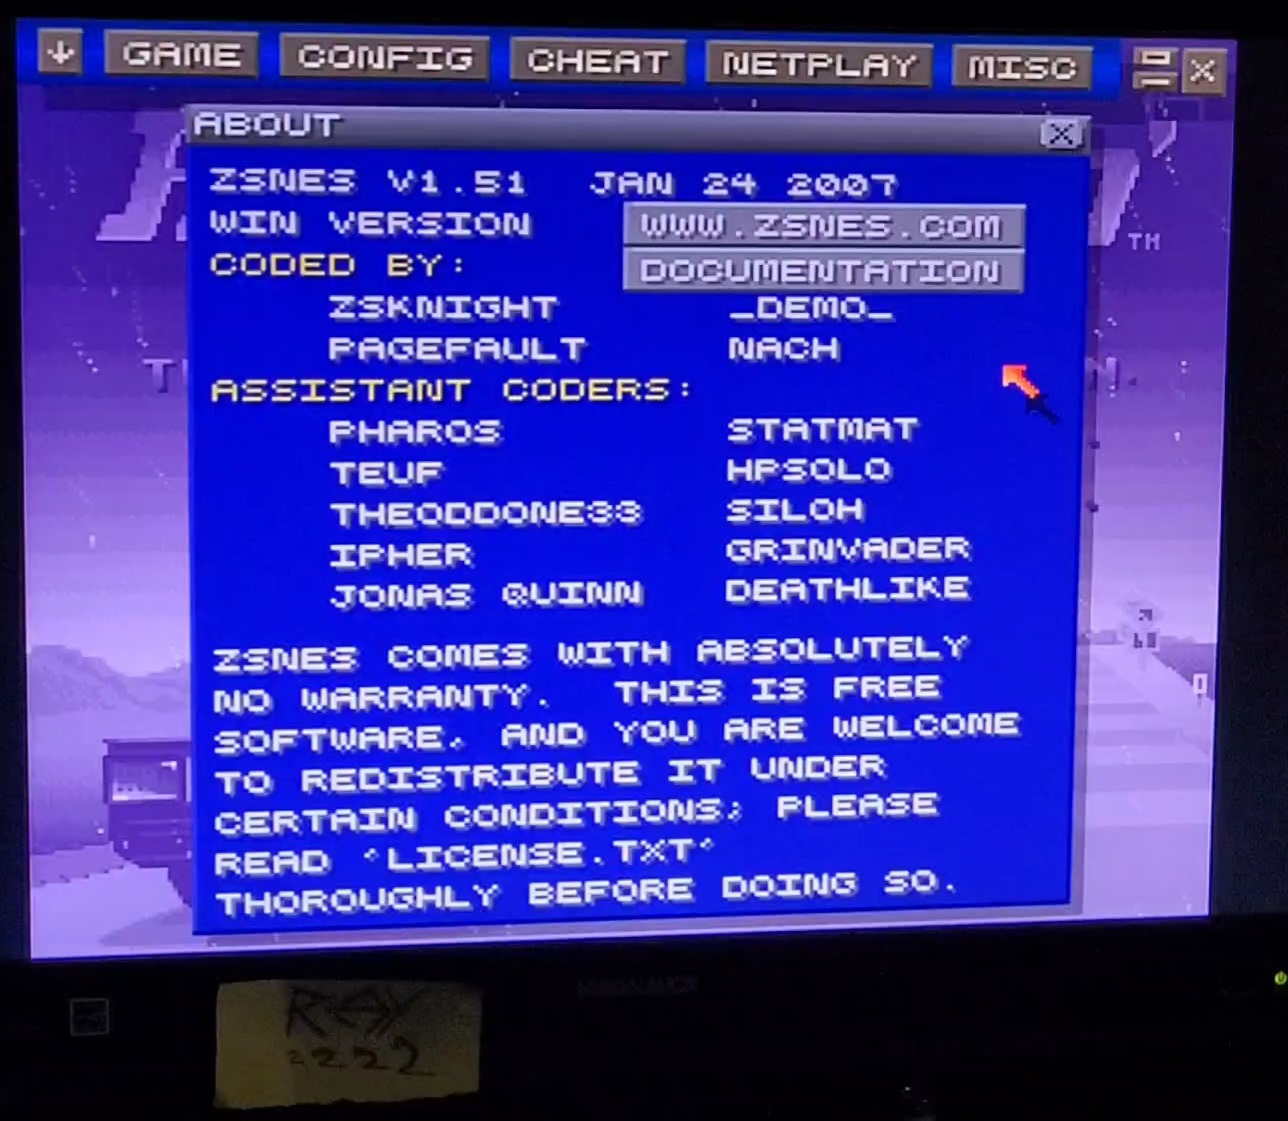 GAME CONFIG CHEAT NETPLAY MISC X
ABOUT X
ZSNES V1.51 JAN 24 2007
WIN VERSION WWW.ZSNES.COM
CODED BY: DOCUMENTATION
ZSKNIGHT _DEMO_
PAGEFAULT NACH
ASSISTANT CODERS:
PHAROS STATMAT
TEUF HPSOLO
THEODDONE33 SILOH
IPHER GRINVADER
JONAS QUINN DEATHLIKE
ZSNES COMES WITH ABSOLUTELY
NO WARRANTY. THIS IS FREE
SOFTWARE, AND YOU ARE WELCOME
TO REDISTRIBUTE IT UNDER
CERTAIN CONDITIONS; PLEASE
READ 'LICENSE.TXT'
THOROUGHLY BEFORE DOING SO.
TM
RAY
2222